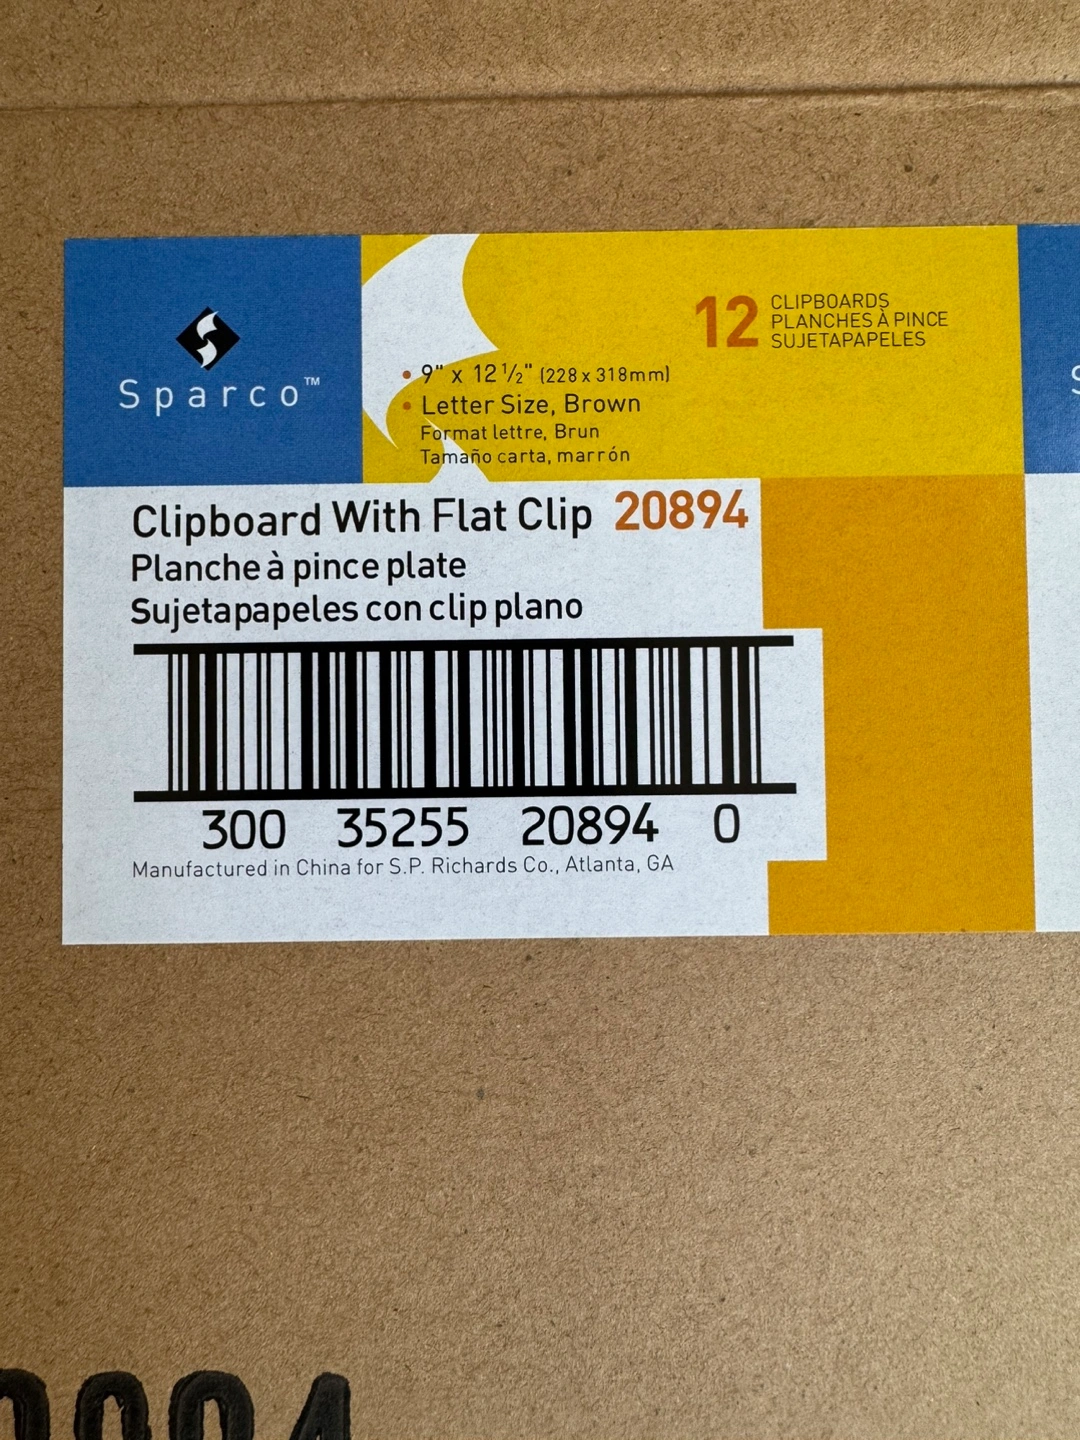 Sparco™
12 CLIPBOARDS
PLANCHES À PINCE
SUJETAPAPELES
• 9" x 12 1/2" (228 x 318mm)
• Letter Size, Brown
Format lettre, Brun
Tamaño carta, marrón
Clipboard With Flat Clip 20894
Planche à pince plate
Sujetapapeles con clip plano
300 35255 20894 0
Manufactured in China for S.P. Richards Co., Atlanta, GA